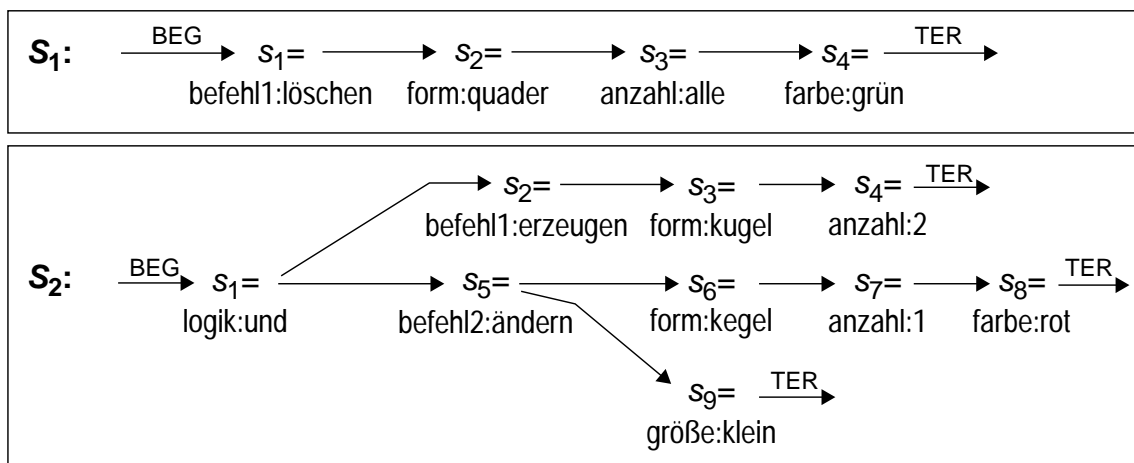 S1: BEG s1= s2= s3= s4= TER
befehl1:löschen form:quader anzahl:alle farbe:grün
s2= s3= s4= TER
befehl1:erzeugen form:kugel anzahl:2
S2: BEG s1= s5= s6= s7= s8= TER
logik:und befehl2:ändern form:kegel anzahl:1 farbe:rot
s9= TER
größe:klein